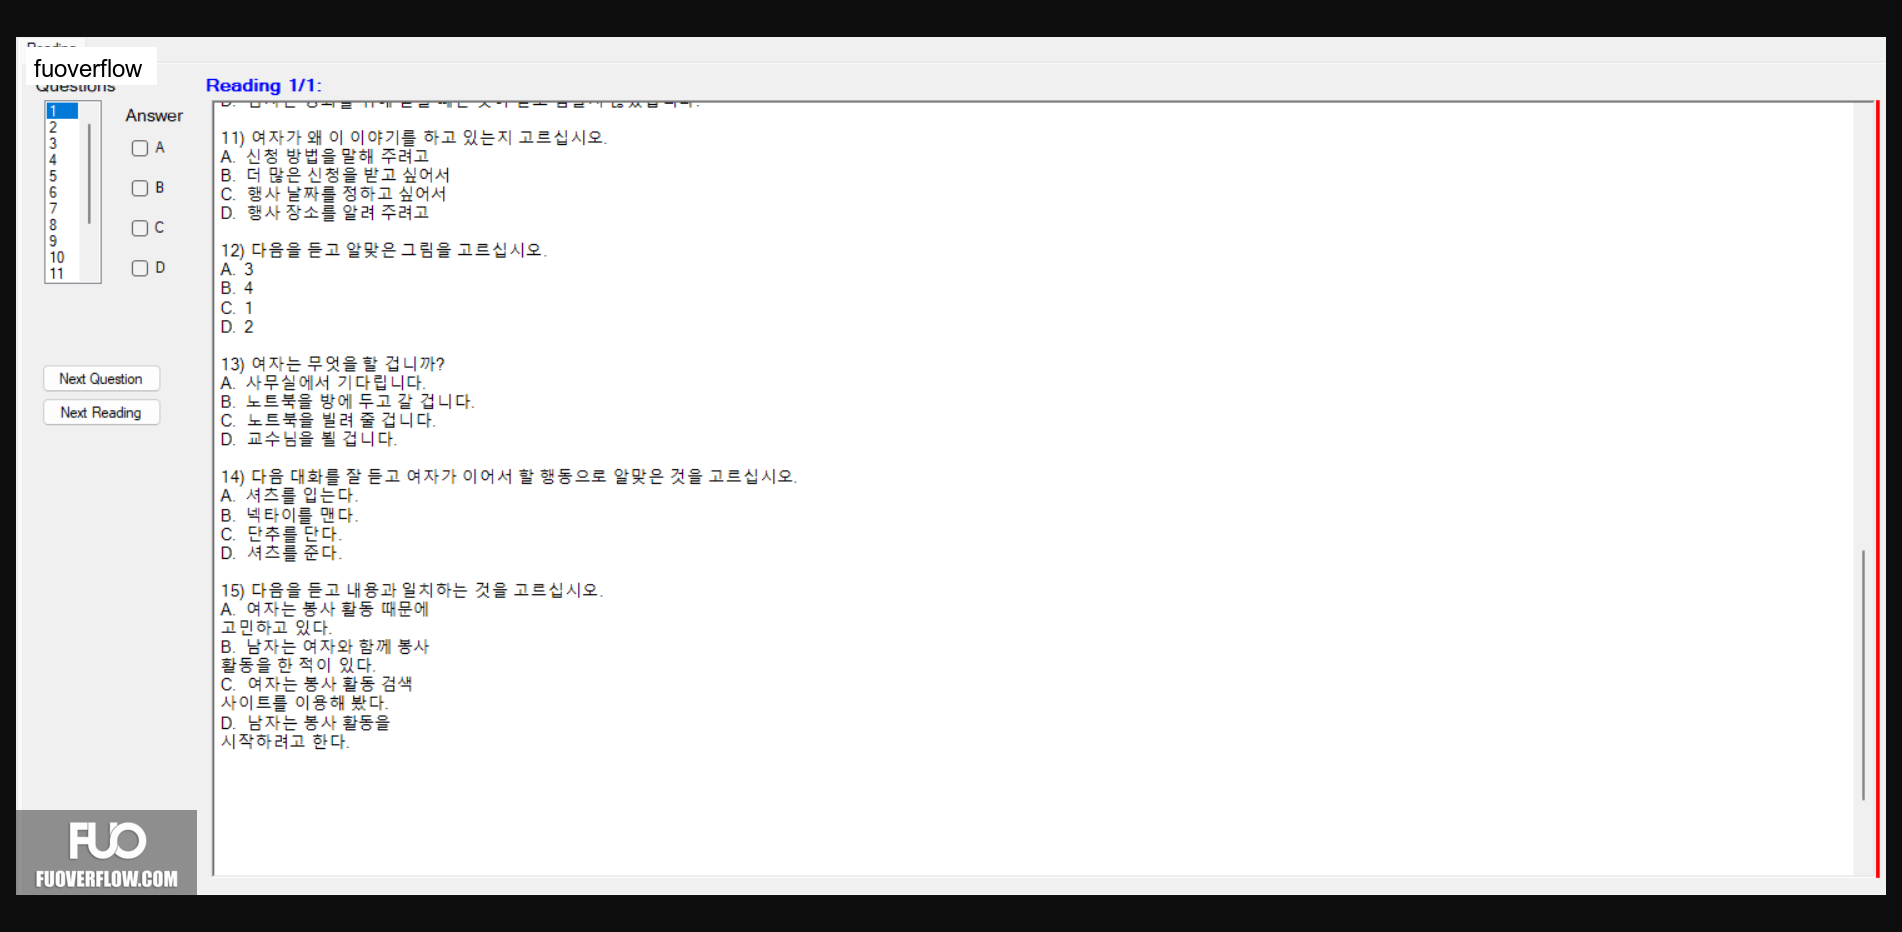 fuoverflow
Questions
Reading 1/1:
1
2
3
4
5
6
7
8
9
10
11
Answer
A
B
C
D
Next Question
Next Reading
11) 여자가 왜 이 이야기를 하고 있는지 고르십시오.
A. 신청 방법을 말해 주려고
B. 더 많은 신청을 받고 싶어서
C. 행사 날짜를 정하고 싶어서
D. 행사 장소를 알려 주려고
12) 다음을 듣고 알맞은 그림을 고르십시오.
A. 3
B. 4
C. 1
D. 2
13) 여자는 무엇을 할 겁니까?
A. 사무실에서 기다립니다.
B. 노트북을 방에 두고 갈 겁니다.
C. 노트북을 빌려 줄 겁니다.
D. 교수님을 뵐 겁니다.
14) 다음 대화를 잘 듣고 여자가 이어서 할 행동으로 알맞은 것을 고르십시오.
A. 셔츠를 입는다.
B. 넥타이를 맨다.
C. 단추를 단다.
D. 셔츠를 준다.
15) 다음을 듣고 내용과 일치하는 것을 고르십시오.
A. 여자는 봉사 활동 때문에
고민하고 있다.
B. 남자는 여자와 함께 봉사
활동을 한 적이 있다.
C. 여자는 봉사 활동 검색
사이트를 이용해 봤다.
D. 남자는 봉사 활동을
시작하려고 한다.
FUO
FUOVERFLOW.COM